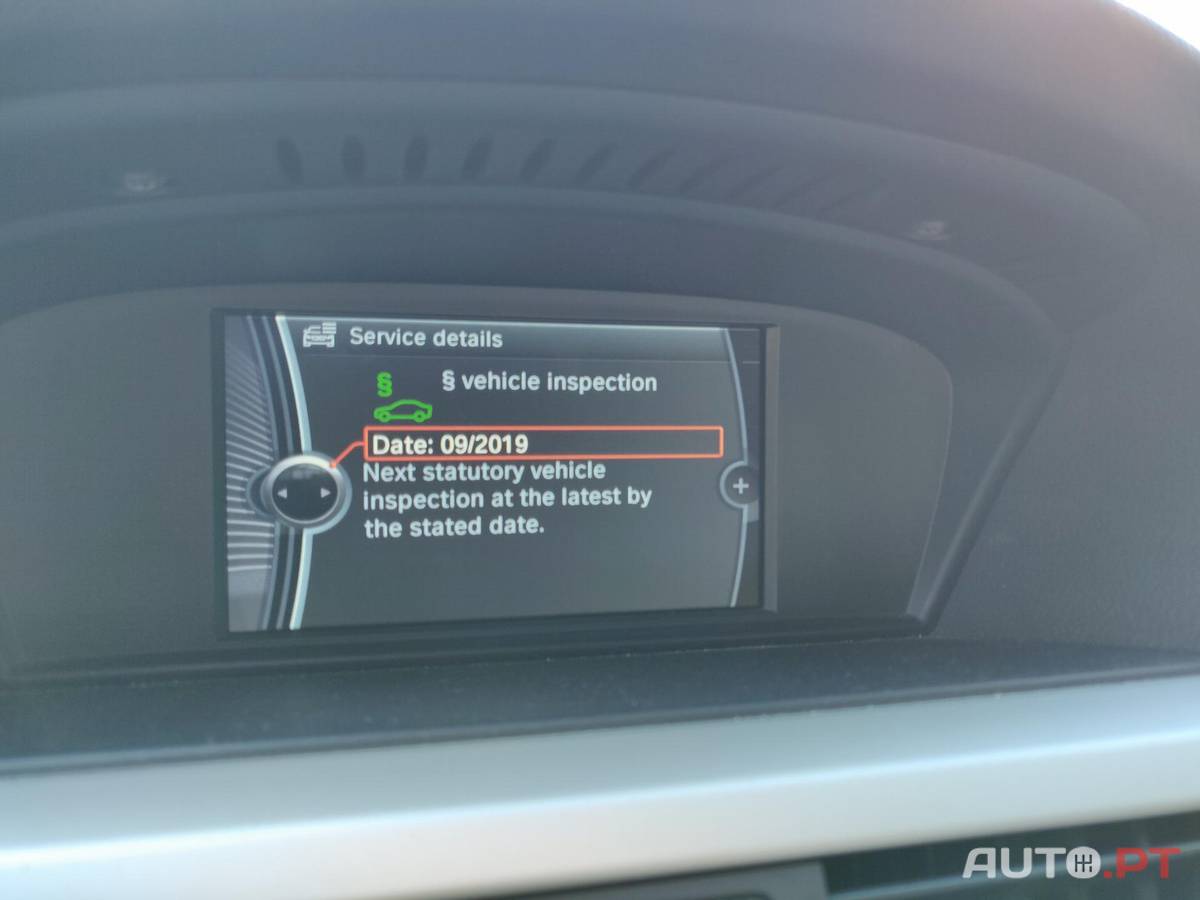 Service details
§
§ vehicle inspection
Date: 09/2019
Next statutory vehicle
inspection at the latest by
the stated date.
+
AUTO.PT